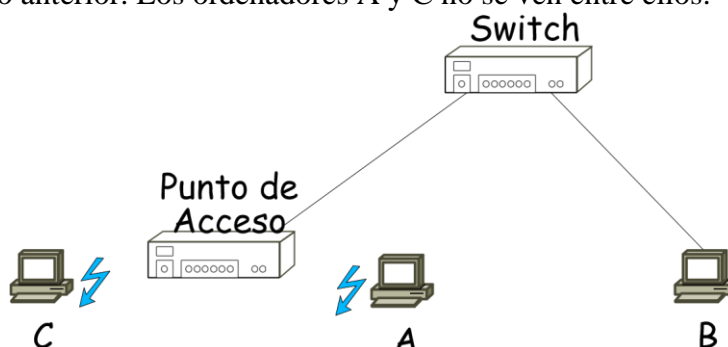 o anterior. Los ordenadores A y C no se ven entre ellos.
Switch
Punto de
Acceso
C
A
B